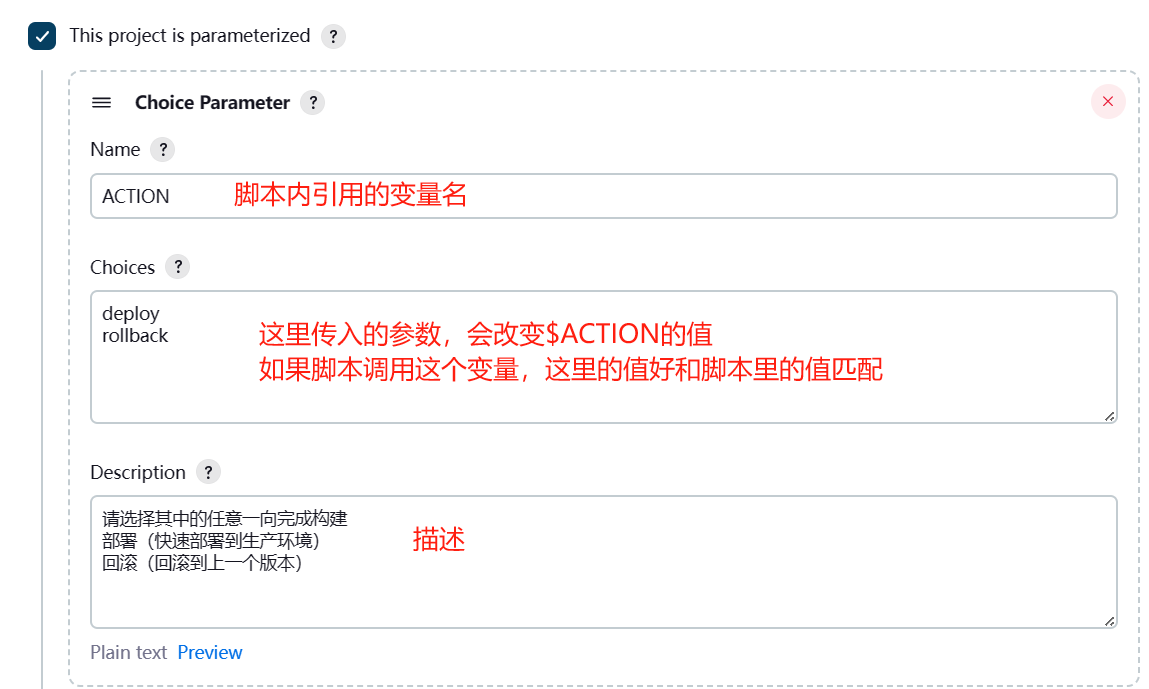 This project is parameterized ?
Choice Parameter ?
Name ?
ACTION
脚本内引用的变量名
Choices ?
deploy
rollback
这里传入的参数，会改变$ACTION的值
如果脚本调用这个变量，这里的值好和脚本里的值匹配
Description ?
请选择其中的任意一向完成构建
部署（快速部署到生产环境）
回滚（回滚到上一个版本）
描述
Plain text Preview